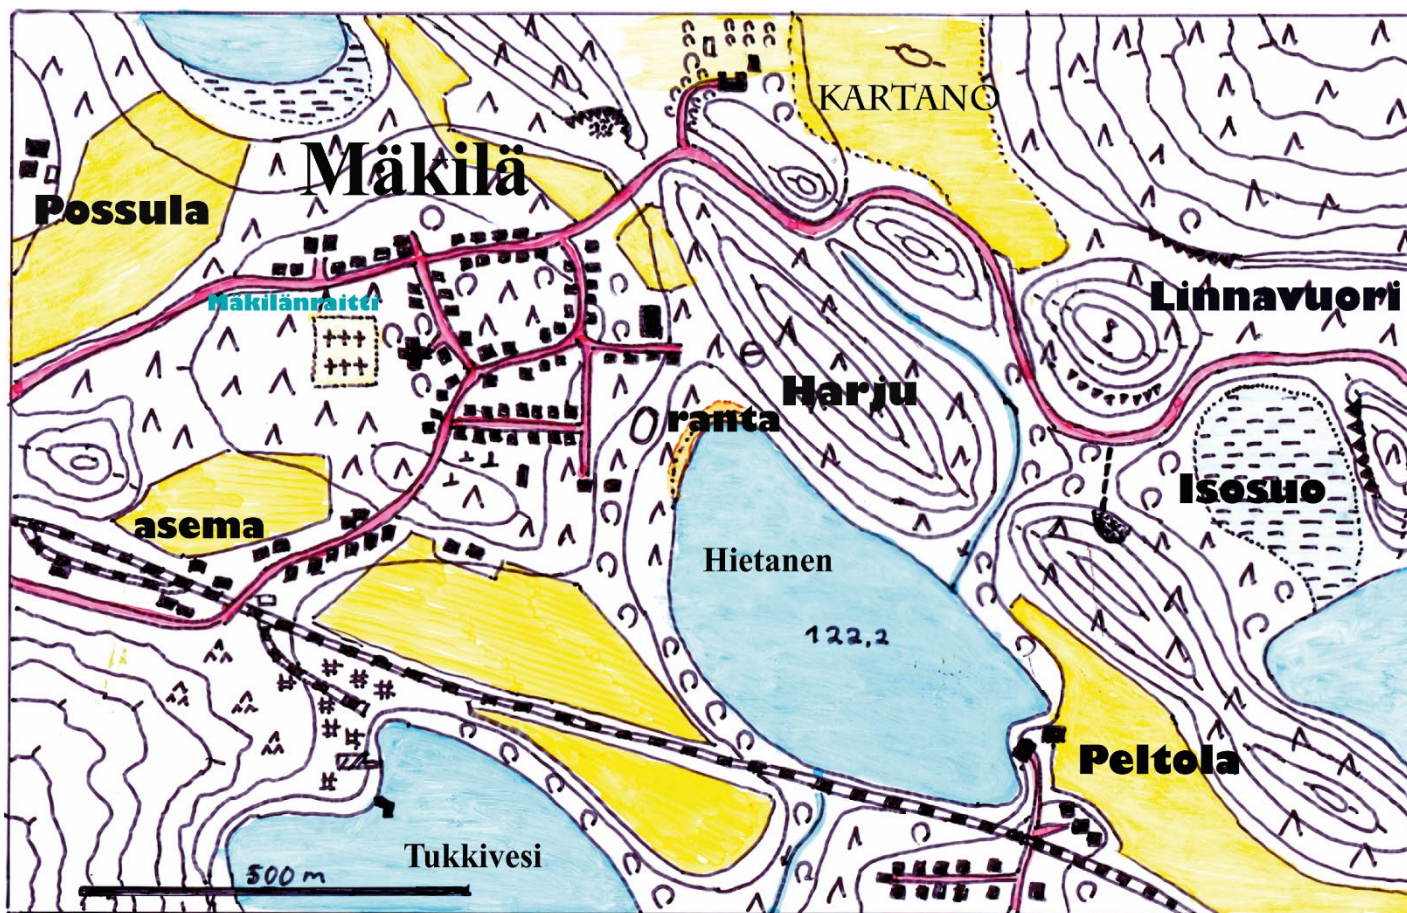 KARTANO
Mäkilä
Possula
Mäkilänraitti
Linnavuori
Harju
ranta
Isosuo
asema
Hietanen
122,2
Peltola
Tukkivesi
500 m